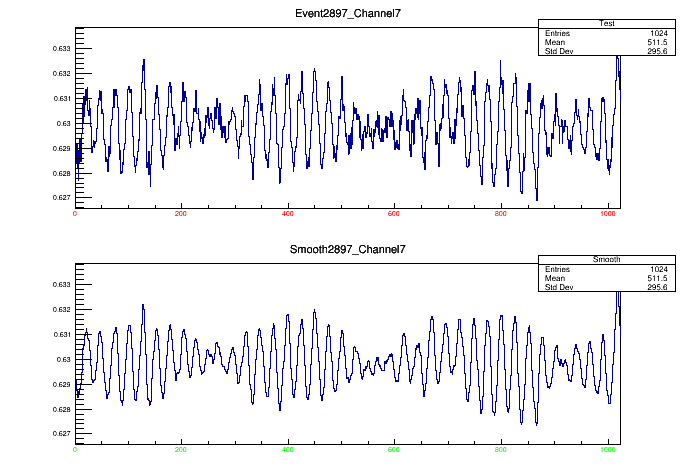 Event2897_Channel7
Test
Entries 1024
Mean 511.5
Std Dev 295.6
0.633
0.632
0.631
0.63
0.629
0.628
0.627
0 200 400 600 800 1000
Smooth2897_Channel7
Smooth
Entries 1024
Mean 511.5
Std Dev 295.6
0.633
0.632
0.631
0.63
0.629
0.628
0.627
0 200 400 600 800 1000